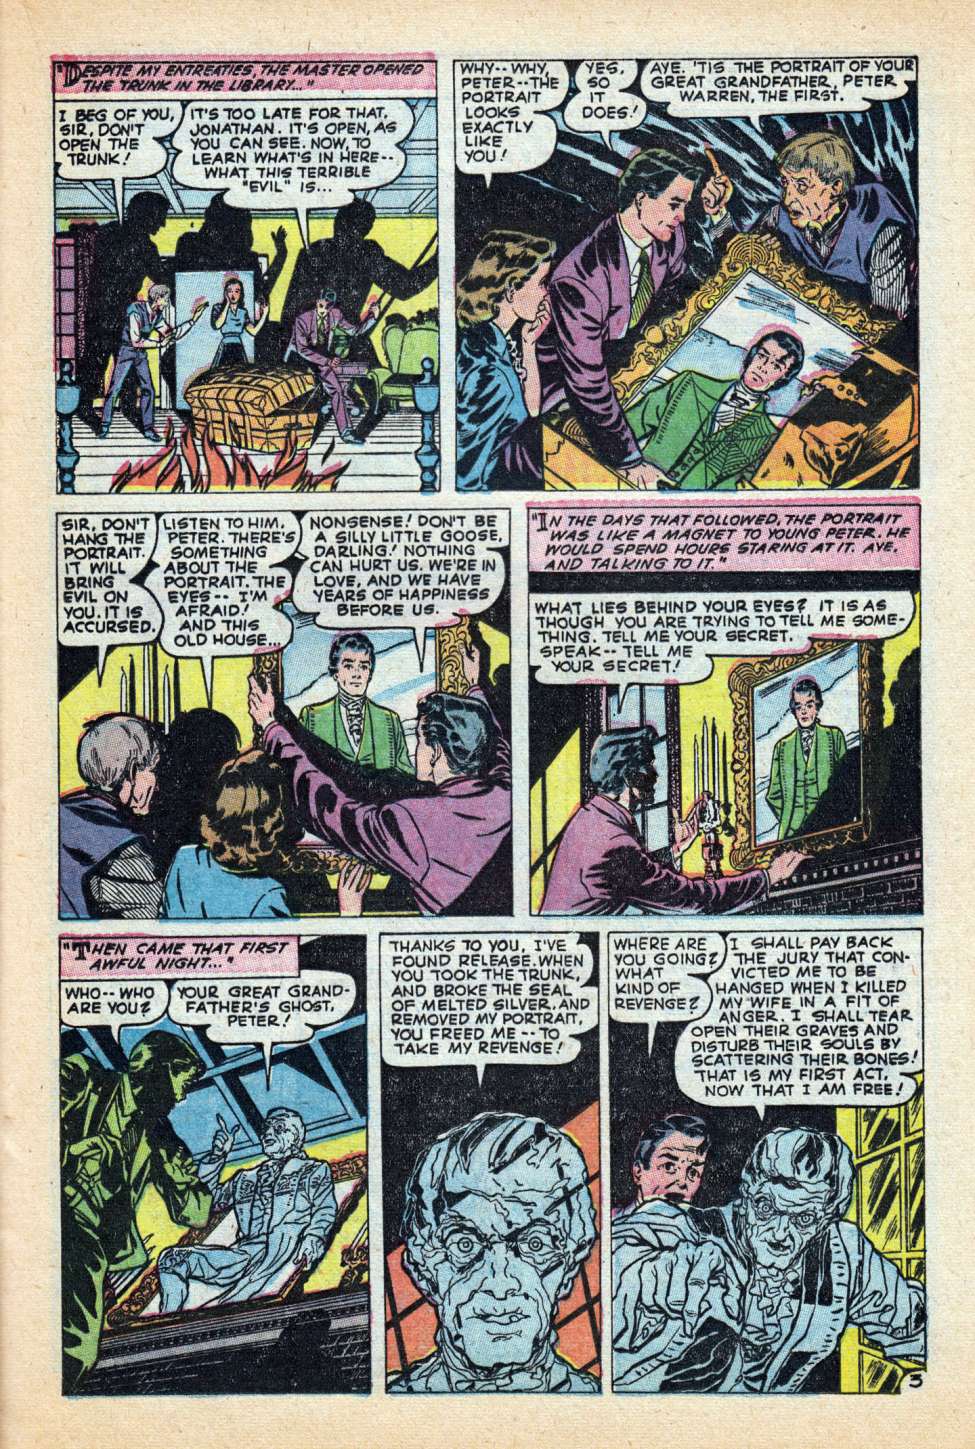 "DESPITE MY ENTREATIES, THE MASTER OPENED
THE TRUNK IN THE LIBRARY..."
I BEG OF YOU,
SIR, DON'T
OPEN THE
TRUNK!
IT'S TOO LATE FOR THAT,
JONATHAN. IT'S OPEN, AS
YOU CAN SEE. NOW, TO
LEARN WHAT'S IN HERE--
WHAT THIS TERRIBLE
"EVIL" IS...
WHY--WHY,
PETER--THE
PORTRAIT
LOOKS
EXACTLY
LIKE
YOU!
YES,
SO
IT
DOES!
AYE. 'TIS THE PORTRAIT OF YOUR
GREAT GRANDFATHER, PETER
WARREN, THE FIRST.
SIR, DON'T
HANG THE
PORTRAIT.
IT WILL
BRING
EVIL ON
YOU. IT IS
ACCURSED.
LISTEN TO HIM,
PETER. THERE'S
SOMETHING
ABOUT THE
PORTRAIT. THE
EYES-- I'M
AFRAID!
AND THIS
OLD HOUSE...
NONSENSE! DON'T BE
A SILLY LITTLE GOOSE,
DARLING! NOTHING
CAN HURT US. WE'RE IN
LOVE, AND WE HAVE
YEARS OF HAPPINESS
BEFORE US.
"IN THE DAYS THAT FOLLOWED, THE PORTRAIT
WAS LIKE A MAGNET TO YOUNG PETER. HE
WOULD SPEND HOURS STARING AT IT. AYE,
AND TALKING TO IT."
WHAT LIES BEHIND YOUR EYES? IT IS AS
THOUGH YOU ARE TRYING TO TELL ME SOME-
THING. TELL ME YOUR SECRET.
SPEAK-- TELL ME
YOUR SECRET!
"THEN CAME THAT FIRST
AWFUL NIGHT..."
WHO--WHO
ARE YOU?
YOUR GREAT GRAND-
FATHER'S GHOST,
PETER!
THANKS TO YOU, I'VE
FOUND RELEASE. WHEN
YOU TOOK THE TRUNK,
AND BROKE THE SEAL
OF MELTED SILVER, AND
REMOVED MY PORTRAIT,
YOU FREED ME -- TO
TAKE MY REVENGE!
WHERE ARE
YOU GOING?
WHAT
KIND OF
REVENGE?
I SHALL PAY BACK
THE JURY THAT CON-
VICTED ME TO BE
HANGED WHEN I KILLED
MY WIFE IN A FIT OF
ANGER. I SHALL TEAR
OPEN THEIR GRAVES AND
DISTURB THEIR SOULS BY
SCATTERING THEIR BONES!
THAT IS MY FIRST ACT,
NOW THAT I AM FREE!
3